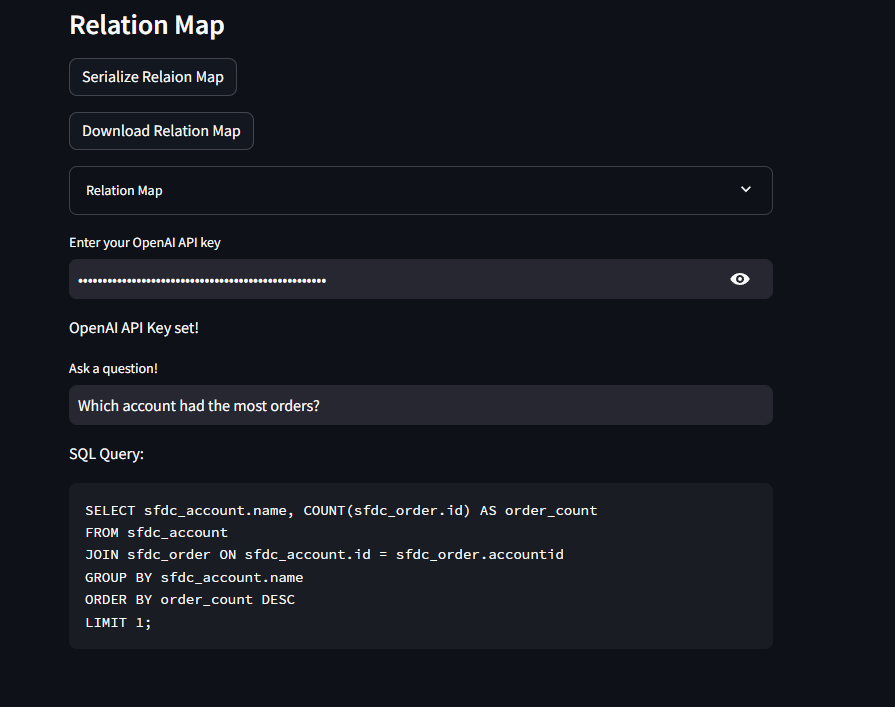 Relation Map
Serialize Relaion Map
Download Relation Map
Relation Map
Enter your OpenAI API key
••••••••••••••••••••••••••••••••••••••••••••••••••••
OpenAI API Key set!
Ask a question!
Which account had the most orders?
SQL Query:
SELECT sfdc_account.name, COUNT(sfdc_order.id) AS order_count
FROM sfdc_account
JOIN sfdc_order ON sfdc_account.id = sfdc_order.accountid
GROUP BY sfdc_account.name
ORDER BY order_count DESC
LIMIT 1;